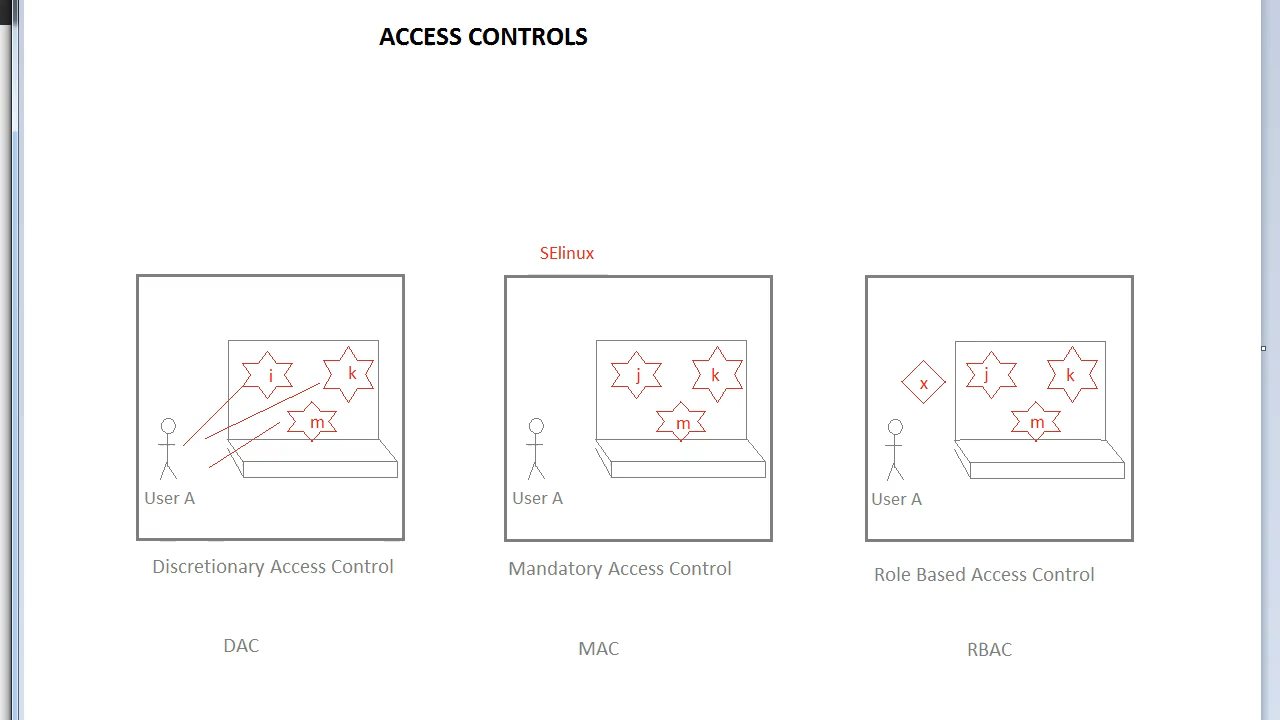 ACCESS CONTROLS
SElinux
i
k
m
User A
Discretionary Access Control
DAC
j
k
m
User A
Mandatory Access Control
MAC
x
j
k
m
User A
Role Based Access Control
RBAC